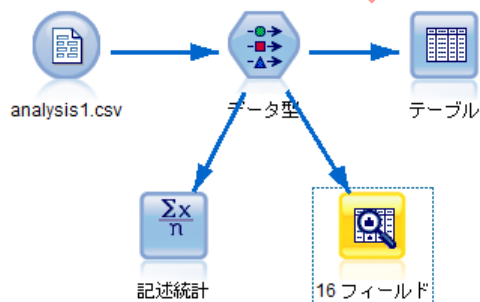 analysis1.csv
データ型
テーブル
Σx
n
記述統計
16 フィールド